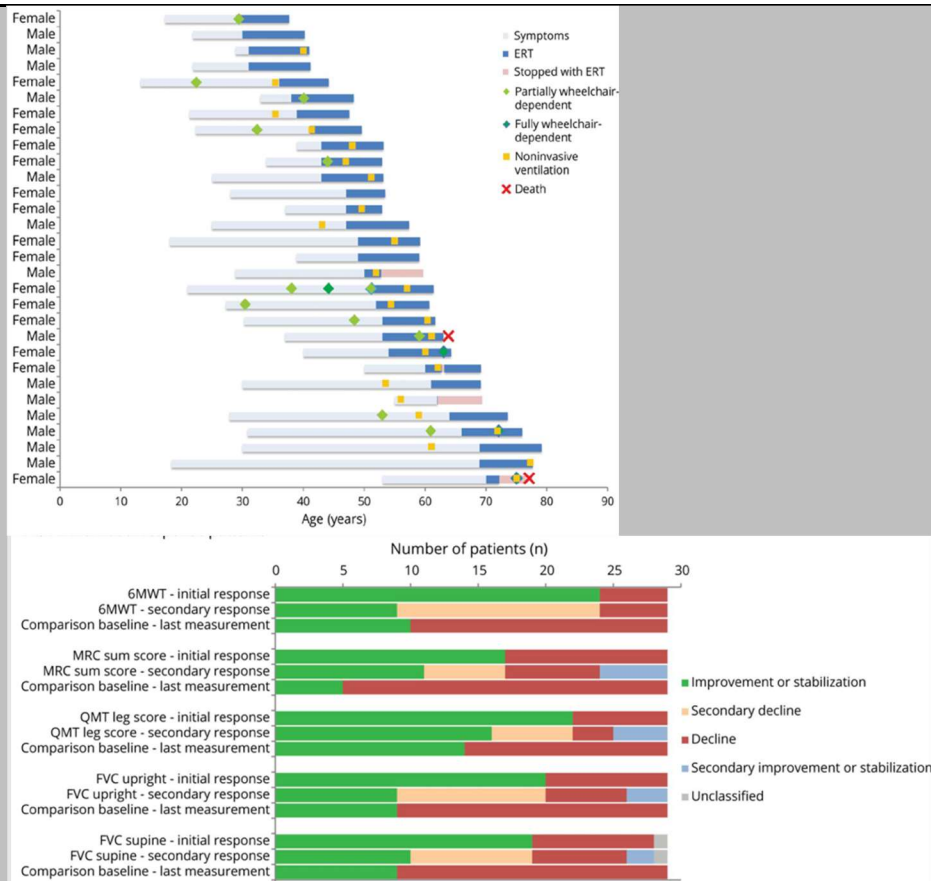 Female
Male
Male
Male
Female
Male
Female
Female
Female
Female
Male
Female
Female
Male
Female
Female
Male
Female
Female
Female
Male
Female
Female
Male
Male
Male
Male
Male
Male
Female
0 10 20 30 40 50 60 70 80 90
Age (years)
Symptoms
ERT
Stopped with ERT
Partially wheelchair-
dependent
Fully wheelchair-
dependent
Noninvasive
ventilation
Death
Number of patients (n)
0 5 10 15 20 25 30
6MWT - initial response
6MWT - secondary response
Comparison baseline - last measurement
MRC sum score - initial response
MRC sum score - secondary response
Comparison baseline - last measurement
QMT leg score - initial response
QMT leg score - secondary response
Comparison baseline - last measurement
FVC upright - initial response
FVC upright - secondary response
Comparison baseline - last measurement
FVC supine - initial response
FVC supine - secondary response
Comparison baseline - last measurement
Improvement or stabilization
Secondary decline
Decline
Secondary improvement or stabilization
Unclassified